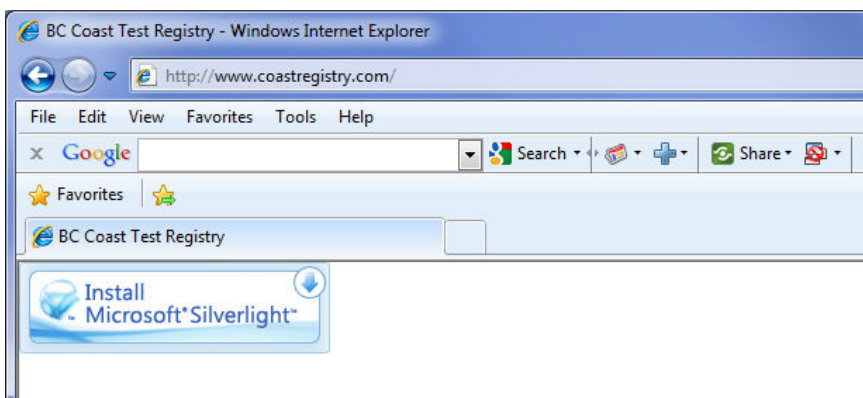 BC Coast Test Registry - Windows Internet Explorer
http://www.coastregistry.com/
File Edit View Favorites Tools Help
x Google Search Share
Favorites
BC Coast Test Registry
Install
Microsoft® Silverlight™